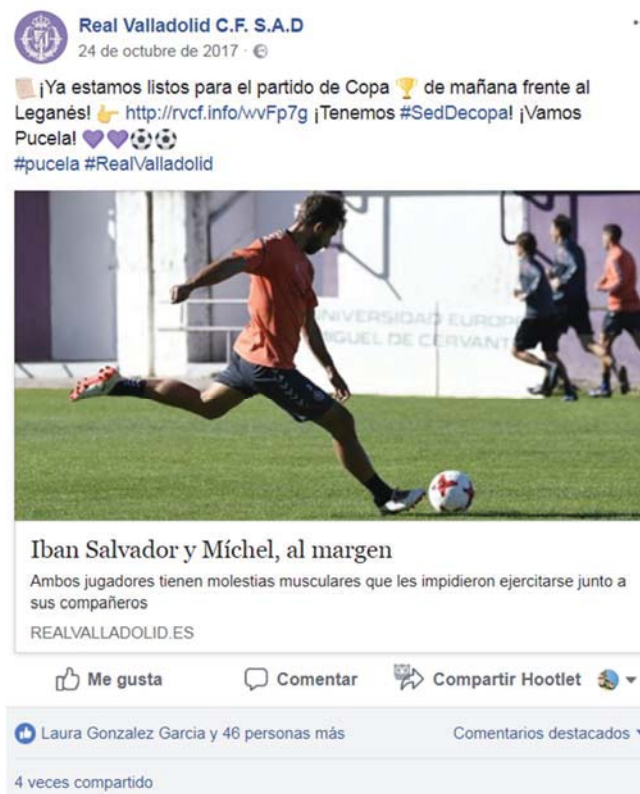 Real Valladolid C.F. S.A.D
24 de octubre de 2017 ·
¡Ya estamos listos para el partido de Copa 🏆 de mañana frente al
Leganés! 👉 http://rvcf.info/wvFp7g ¡Tenemos #SedDecopa! ¡Vamos
Pucela! 💜💜⚽⚽
#pucela #RealValladolid
UNIVERSIDAD EUROP
MIGUEL DE CERVANT
Iban Salvador y Míchel, al margen
Ambos jugadores tienen molestias musculares que les impidieron ejercitarse junto a
sus compañeros
REALVALLADOLID.ES
Me gusta Comentar Compartir Hootlet
Laura Gonzalez Garcia y 46 personas más Comentarios destacados
4 veces compartido